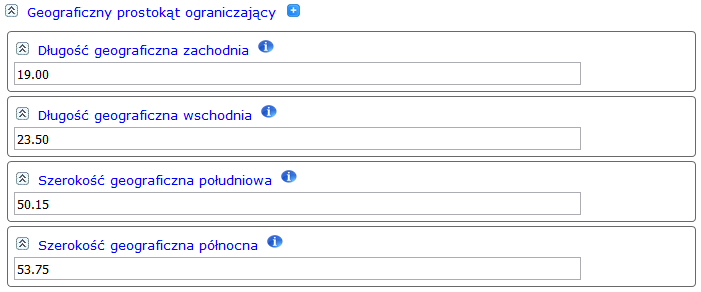 Geograficzny prostokąt ograniczający
Długość geograficzna zachodnia
19.00
Długość geograficzna wschodnia
23.50
Szerokość geograficzna południowa
50.15
Szerokość geograficzna północna
53.75